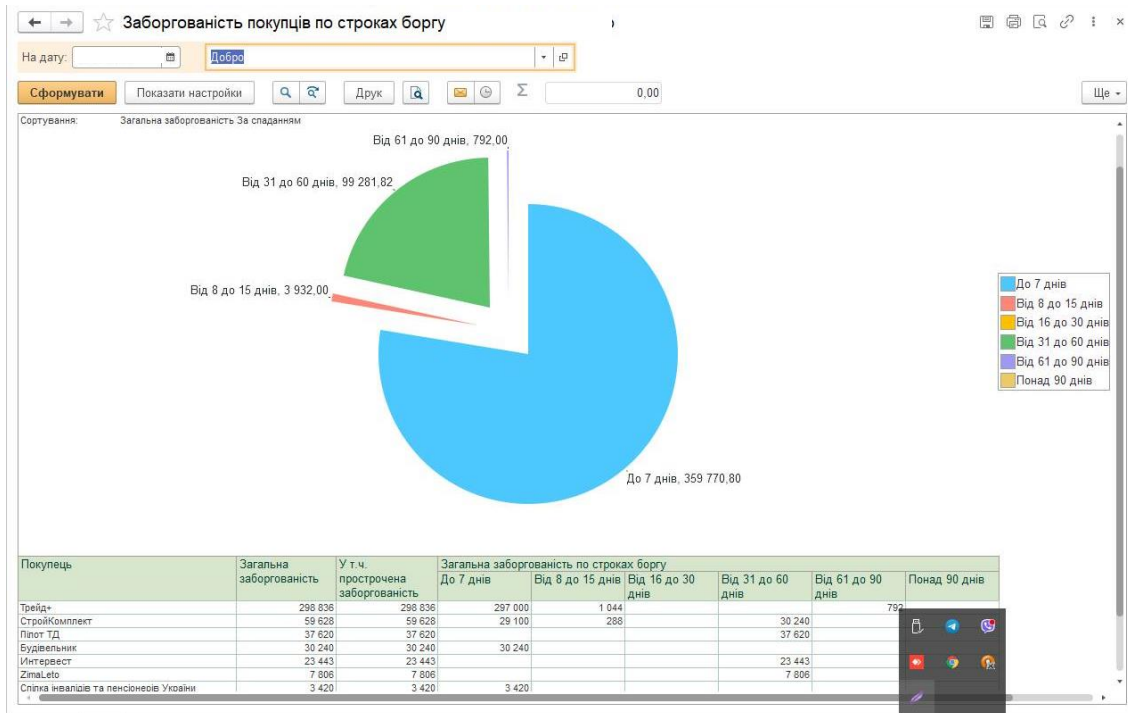 Заборгованість покупців по строках боргу
На дату:
Добро
Сформувати Показати настройки Друк Σ 0,00 Ще
Сортування: Загальна заборгованість За спаданням
Від 61 до 90 днів, 792,00
Від 31 до 60 днів, 99 281,82
Від 8 до 15 днів, 3 932,00
До 7 днів, 359 770,80
До 7 днів
Від 8 до 15 днів
Від 16 до 30 днів
Від 31 до 60 днів
Від 61 до 90 днів
Понад 90 днів
Покупець Загальна заборгованість У т.ч. прострочена заборгованість Загальна заборгованість по строках боргу
До 7 днів Від 8 до 15 днів Від 16 до 30 днів Від 31 до 60 днів Від 61 до 90 днів Понад 90 днів
Трейд+ 298 836 298 836 297 000 1 044 792
СтройКомплект 59 628 59 628 29 100 288 30 240
Пілот ТД 37 620 37 620 37 620
Будівельник 30 240 30 240 30 240
Интервест 23 443 23 443 23 443
ZimaLeto 7 806 7 806 7 806
Спілка інвалідів та пенсіонерів України 3 420 3 420 3 420